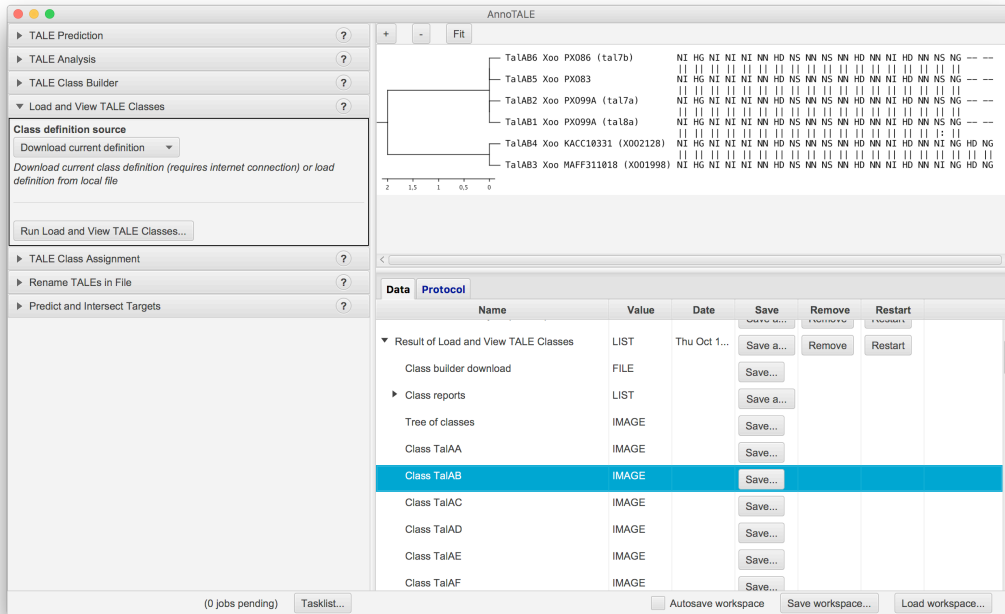 AnnoTALE
TALE Prediction ?
TALE Analysis ?
TALE Class Builder ?
Load and View TALE Classes ?
Class definition source
Download current definition
Download current class definition (requires internet connection) or load
definition from local file
Run Load and View TALE Classes...
TALE Class Assignment ?
Rename TALEs in File ?
Predict and Intersect Targets ?
+ - Fit
TalAB6 Xoo PXO86 (tal7b) NI HG NI NI NI NN HD NS NN NS NN HD NN NI HD NN NS NG -- --
|| || || || || || || || || || || || || || || || || ||
TalAB5 Xoo PXO83 NI HG NI NI NI NN HD NS NN NS NN HD NN NI HD NN NS NG -- --
|| || || || || || || || || || || || || || || || || ||
TalAB2 Xoo PXO99A (tal7a) NI HG NI NI NI NN HD NS NN NS NN HD NN NI HD NN NS NG -- --
|| || || || || || || || || || || || || || || || || ||
TalAB1 Xoo PXO99A (tal8a) NI HG NI NI NI NN HD NS NN NS NN HD NN NI HD NN NS NG -- --
|| || || || || || || || || || || || || || || || |: ||
TalAB4 Xoo KACC10331 (XOO2128) NI HG NI NI NI NN HD NS NN NS NN HD NN NI HD NN NI NG HD NG
|| || || || || || || || || || || || || || || || || || || ||
TalAB3 Xoo MAFF311018 (XOO1998) NI HG NI NI NI NN HD NS NN NS NN HD NN NI HD NN NI NG HD NG
2 1,5 1 0,5 0
Data Protocol
Name Value Date Save Remove Restart
Save a... Remove Restart
Result of Load and View TALE Classes LIST Thu Oct 1... Save a... Remove Restart
Class builder download FILE Save...
Class reports LIST Save a...
Tree of classes IMAGE Save...
Class TalAA IMAGE Save...
Class TalAB IMAGE Save...
Class TalAC IMAGE Save...
Class TalAD IMAGE Save...
Class TalAE IMAGE Save...
Class TalAF IMAGE Save...
(0 jobs pending) Tasklist... Autosave workspace Save workspace... Load workspace...